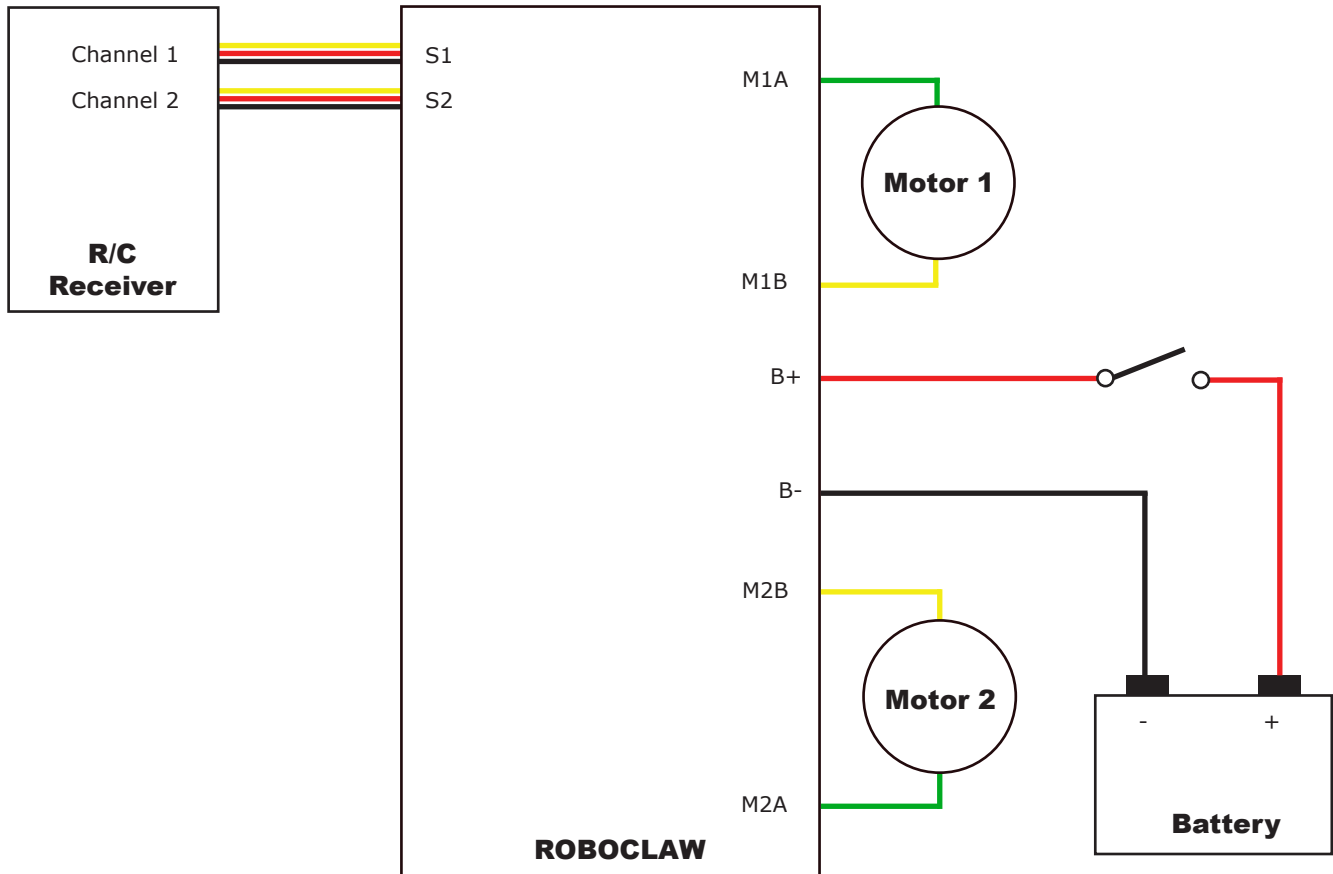 Channel 1
Channel 2
R/C
Receiver
S1
S2
ROBOCLAW
M1A
M1B
B+
B-
M2B
M2A
Motor 1
Motor 2
- +
Battery